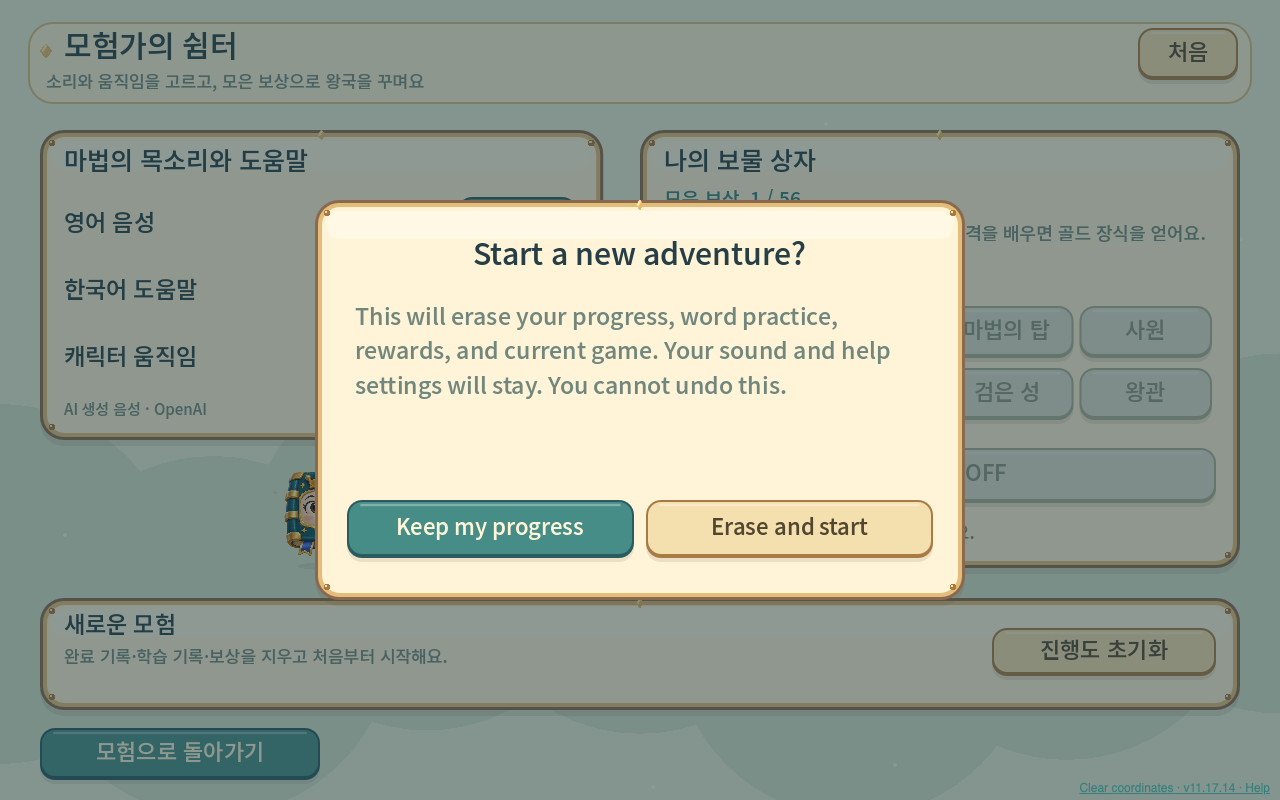 모험가의 쉼터
소리와 움직임을 고르고, 모은 보상으로 왕국을 꾸며요
처음
마법의 목소리와 도움말
영어 음성
한국어 도움말
캐릭터 움직임
AI 생성 음성 · OpenAI
나의 보물 상자
모은 보상 1 / 56
배우면 골드 장식을 얻어요.
마법의 탑
사원
검은 성
왕관
OFF
Start a new adventure?
This will erase your progress, word practice,
rewards, and current game. Your sound and help
settings will stay. You cannot undo this.
Keep my progress
Erase and start
새로운 모험
완료 기록·학습 기록·보상을 지우고 처음부터 시작해요.
진행도 초기화
모험으로 돌아가기
Clear coordinates · v11.17.14 · Help